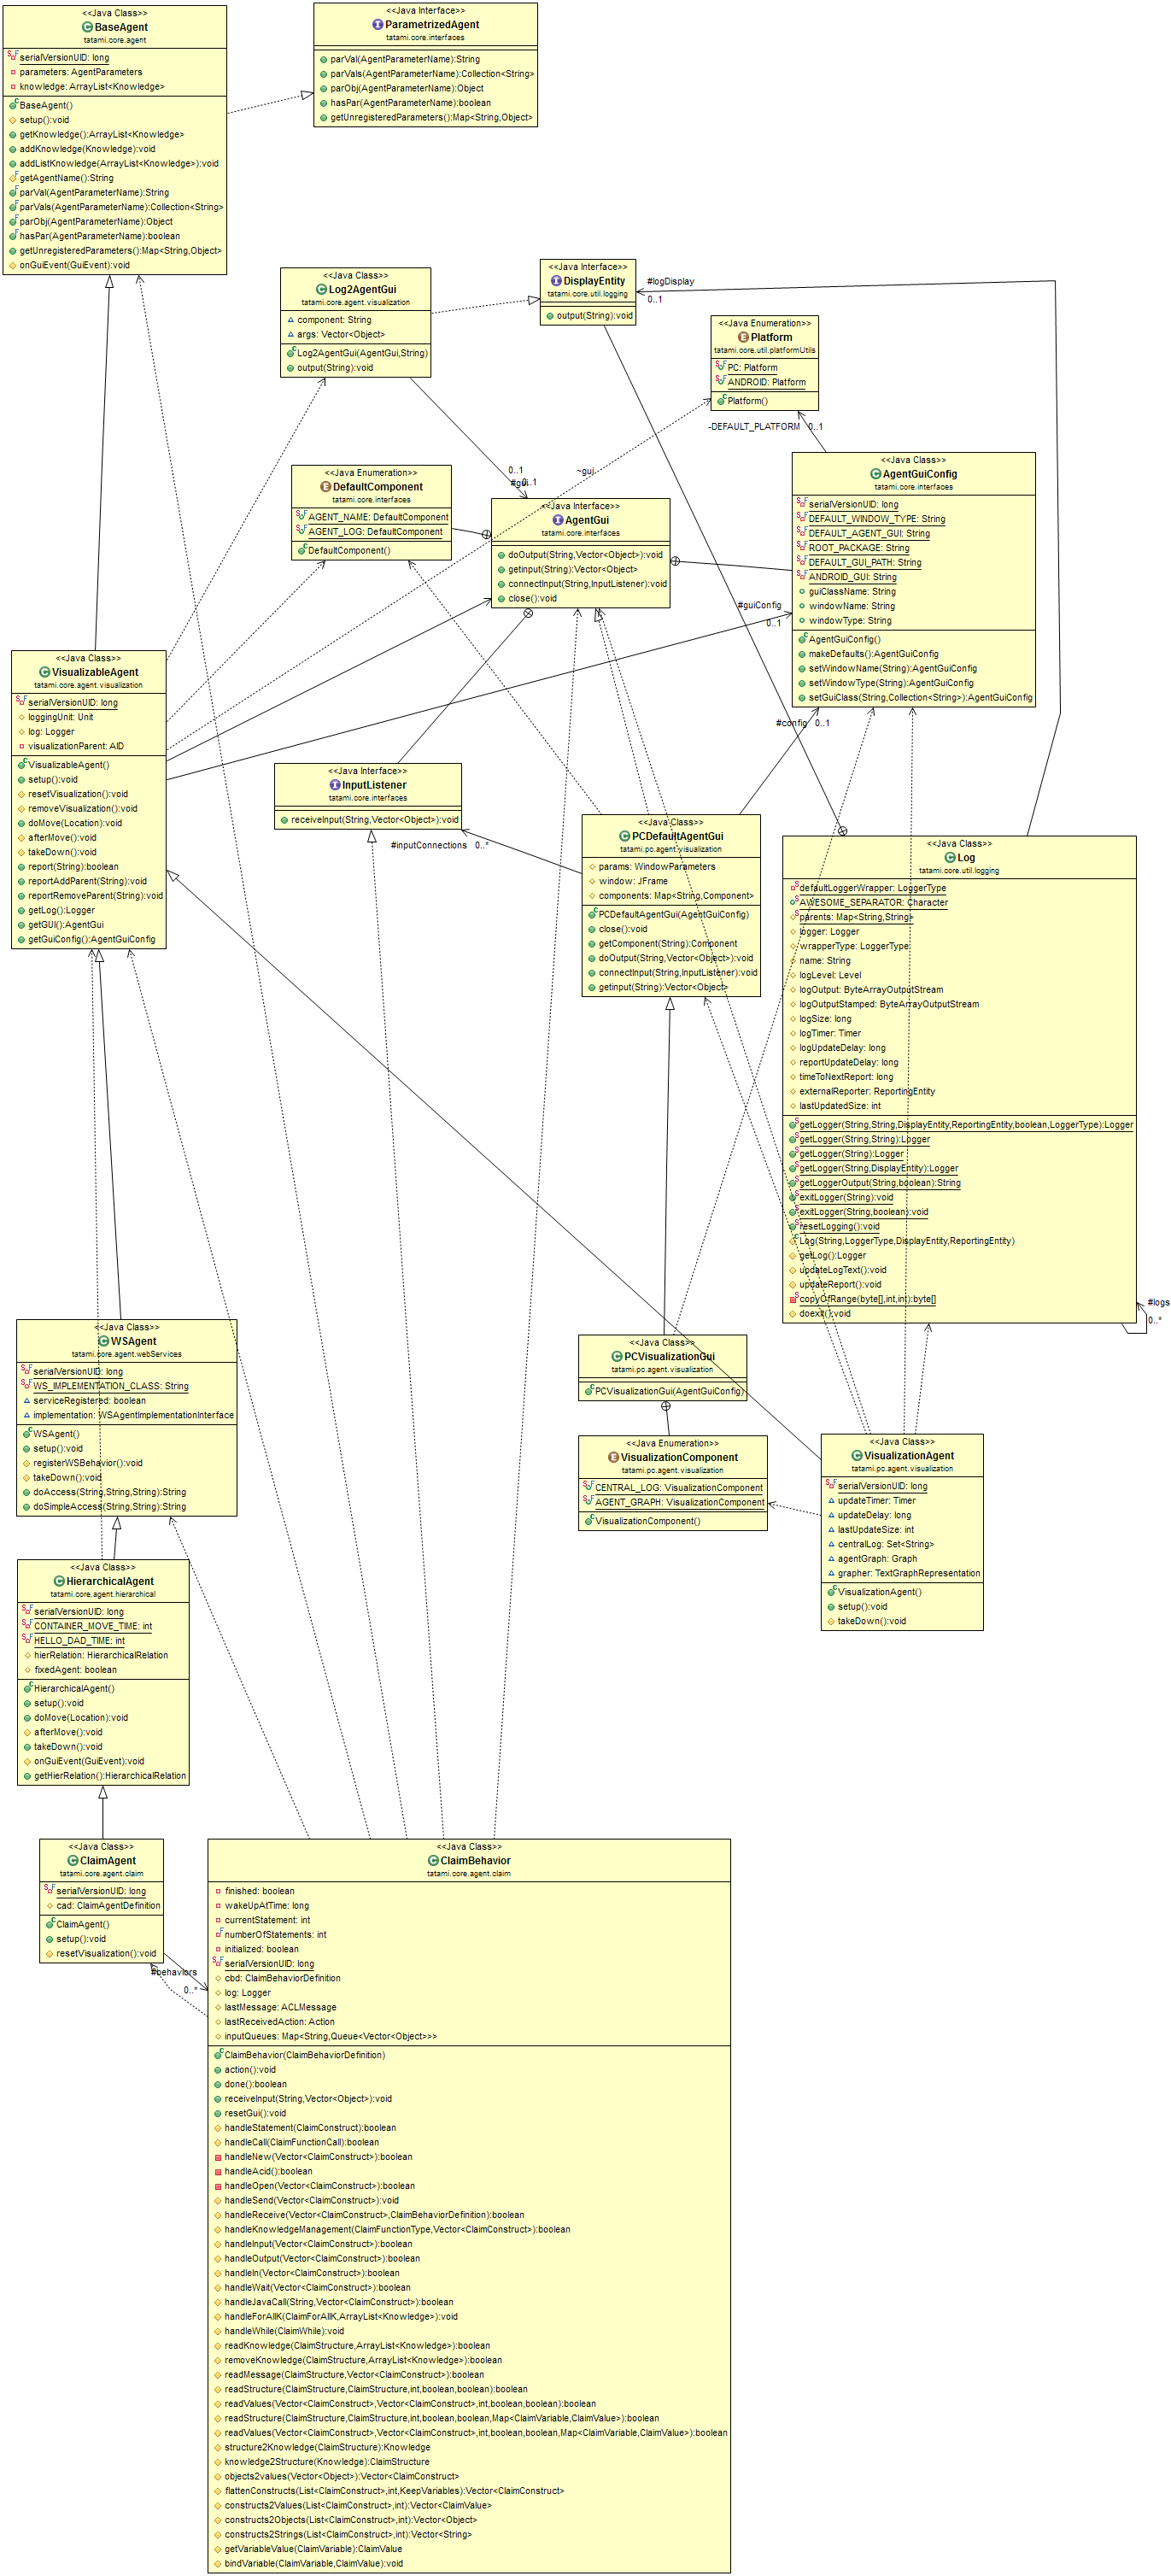 <<Java Class>>
BaseAgent
tatami.core.agent
serialVersionUID: long
parameters: AgentParameters
knowledge: ArrayList<Knowledge>
BaseAgent()
setup():void
getKnowledge():ArrayList<Knowledge>
addKnowledge(Knowledge):void
addListKnowledge(ArrayList<Knowledge>):void
getAgentName():String
parVal(AgentParameterName):String
parVals(AgentParameterName):Collection<String>
parObj(AgentParameterName):Object
hasPar(AgentParameterName):boolean
getUnregisteredParameters():Map<String,Object>
onGuiEvent(GuiEvent):void
<<Java Interface>>
ParametrizedAgent
tatami.core.interfaces
parVal(AgentParameterName):String
parVals(AgentParameterName):Collection<String>
parObj(AgentParameterName):Object
hasPar(AgentParameterName):boolean
getUnregisteredParameters():Map<String,Object>
<<Java Class>>
Log2AgentGui
tatami.core.agent.visualization
component: String
args: Vector<Object>
Log2AgentGui(AgentGui,String)
output(String):void
<<Java Interface>>
DisplayEntity
tatami.core.util.logging
output(String):void
#logDisplay
0..1
<<Java Enumeration>>
Platform
tatami.core.util.platformUtils
PC: Platform
ANDROID: Platform
Platform()
-DEFAULT_PLATFORM 0..1
<<Java Class>>
AgentGuiConfig
tatami.core.interfaces
serialVersionUID: long
DEFAULT_WINDOW_TYPE: String
DEFAULT_AGENT_GUI: String
ROOT_PACKAGE: String
DEFAULT_GUI_PATH: String
ANDROID_GUI: String
guiClassName: String
windowName: String
windowType: String
AgentGuiConfig()
makeDefaults():AgentGuiConfig
setWindowName(String):AgentGuiConfig
setWindowType(String):AgentGuiConfig
setGuiClass(String,Collection<String>):AgentGuiConfig
<<Java Enumeration>>
DefaultComponent
tatami.core.interfaces
AGENT_NAME: DefaultComponent
AGENT_LOG: DefaultComponent
DefaultComponent()
0..1
~gui
#gui
0..1
<<Java Interface>>
AgentGui
tatami.core.interfaces
doOutput(String,Vector<Object>):void
getinput(String):Vector<Object>
connectInput(String,InputListener):void
close():void
#guiConfig
0..1
<<Java Class>>
VisualizableAgent
tatami.core.agent.visualization
serialVersionUID: long
loggingUnit: Unit
log: Logger
visualizationParent: AID
VisualizableAgent()
setup():void
resetVisualization():void
removeVisualization():void
doMove(Location):void
afterMove():void
takeDown():void
report(String):boolean
reportAddParent(String):void
reportRemoveParent(String):void
getLog():Logger
getGUI():AgentGui
getGuiConfig():AgentGuiConfig
#config 0..1
<<Java Interface>>
InputListener
tatami.core.interfaces
receiveInput(String,Vector<Object>):void
#inputConnections 0..*
<<Java Class>>
PCDefaultAgentGui
tatami.pc.agent.visualization
params: WindowParameters
window: JFrame
components: Map<String,Component>
PCDefaultAgentGui(AgentGuiConfig)
close():void
getComponent(String):Component
doOutput(String,Vector<Object>):void
connectInput(String,InputListener):void
getinput(String):Vector<Object>
<<Java Class>>
Log
tatami.core.util.logging
defaultLoggerWrapper: LoggerType
AWESOME_SEPARATOR: Character
parents: Map<String,String>
logger: Logger
wrapperType: LoggerType
name: String
logLevel: Level
logOutput: ByteArrayOutputStream
logOutputStamped: ByteArrayOutputStream
logSize: long
logTimer: Timer
logUpdateDelay: long
reportUpdateDelay: long
timeToNextReport: long
externalReporter: ReportingEntity
lastUpdatedSize: int
getLogger(String,String,DisplayEntity,ReportingEntity,boolean,LoggerType):Logger
getLogger(String,String):Logger
getLogger(String):Logger
getLogger(String,DisplayEntity):Logger
getLoggerOutput(String,boolean):String
exitLogger(String):void
exitLogger(String,boolean):void
resetLogging():void
Log(String,LoggerType,DisplayEntity,ReportingEntity)
getLog():Logger
updateLogText():void
updateReport():void
copyOfRange(byte[],int,int):byte[]
doexit():void
#logs
0..*
<<Java Class>>
WSAgent
tatami.core.agent.webServices
serialVersionUID: long
WS_IMPLEMENTATION_CLASS: String
serviceRegistered: boolean
implementation: WSAgentImplementationInterface
WSAgent()
setup():void
registerWSBehavior():void
takeDown():void
doAccess(String,String,String):String
doSimpleAccess(String,String):String
<<Java Class>>
PCVisualizationGui
tatami.pc.agent.visualization
PCVisualizationGui(AgentGuiConfig)
<<Java Enumeration>>
VisualizationComponent
tatami.pc.agent.visualization
CENTRAL_LOG: VisualizationComponent
AGENT_GRAPH: VisualizationComponent
VisualizationComponent()
<<Java Class>>
VisualizationAgent
tatami.pc.agent.visualization
serialVersionUID: long
updateTimer: Timer
updateDelay: long
lastUpdateSize: int
centralLog: Set<String>
agentGraph: Graph
grapher: TextGraphRepresentation
VisualizationAgent()
setup():void
takeDown():void
<<Java Class>>
HierarchicalAgent
tatami.core.agent.hierarchical
serialVersionUID: long
CONTAINER_MOVE_TIME: int
HELLO_DAD_TIME: int
hierRelation: HierarchicalRelation
fixedAgent: boolean
HierarchicalAgent()
setup():void
doMove(Location):void
afterMove():void
takeDown():void
onGuiEvent(GuiEvent):void
getHierRelation():HierarchicalRelation
<<Java Class>>
ClaimAgent
tatami.core.agent.claim
serialVersionUID: long
cad: ClaimAgentDefinition
ClaimAgent()
setup():void
resetVisualization():void
#behaviors
0..*
<<Java Class>>
ClaimBehavior
tatami.core.agent.claim
finished: boolean
wakeUpAtTime: long
currentStatement: int
numberOfStatements: int
initialized: boolean
serialVersionUID: long
cbd: ClaimBehaviorDefinition
log: Logger
lastMessage: ACLMessage
lastReceivedAction: Action
inputQueues: Map<String,Queue<Vector<Object>>>
ClaimBehavior(ClaimBehaviorDefinition)
action():void
done():boolean
receiveInput(String,Vector<Object>):void
resetGui():void
handleStatement(ClaimConstruct):boolean
handleCall(ClaimFunctionCall):boolean
handleNew(Vector<ClaimConstruct>):boolean
handleAcid():boolean
handleOpen(Vector<ClaimConstruct>):boolean
handleSend(Vector<ClaimConstruct>):void
handleReceive(Vector<ClaimConstruct>,ClaimBehaviorDefinition):boolean
handleKnowledgeManagement(ClaimFunctionType,Vector<ClaimConstruct>):boolean
handleInput(Vector<ClaimConstruct>):boolean
handleOutput(Vector<ClaimConstruct>):boolean
handleIn(Vector<ClaimConstruct>):boolean
handleWait(Vector<ClaimConstruct>):boolean
handleJavaCall(String,Vector<ClaimConstruct>):boolean
handleForAllK(ClaimForAllK,ArrayList<Knowledge>):void
handleWhile(ClaimWhile):void
readKnowledge(ClaimStructure,ArrayList<Knowledge>):boolean
removeKnowledge(ClaimStructure,ArrayList<Knowledge>):boolean
readMessage(ClaimStructure,Vector<ClaimConstruct>):boolean
readStructure(ClaimStructure,ClaimStructure,int,boolean,boolean):boolean
readValues(Vector<ClaimConstruct>,Vector<ClaimConstruct>,int,boolean,boolean):boolean
readStructure(ClaimStructure,ClaimStructure,int,boolean,boolean,Map<ClaimVariable,ClaimValue>):boolean
readValues(Vector<ClaimConstruct>,Vector<ClaimConstruct>,int,boolean,boolean,Map<ClaimVariable,ClaimValue>):boolean
structure2Knowledge(ClaimStructure):Knowledge
knowledge2Structure(Knowledge):ClaimStructure
objects2values(Vector<Object>):Vector<ClaimConstruct>
flattenConstructs(List<ClaimConstruct>,int,KeepVariables):Vector<ClaimConstruct>
constructs2Values(List<ClaimConstruct>,int):Vector<ClaimValue>
constructs2Objects(List<ClaimConstruct>,int):Vector<Object>
constructs2Strings(List<ClaimConstruct>,int):Vector<String>
getVariableValue(ClaimVariable):ClaimValue
bindVariable(ClaimVariable,ClaimValue):void